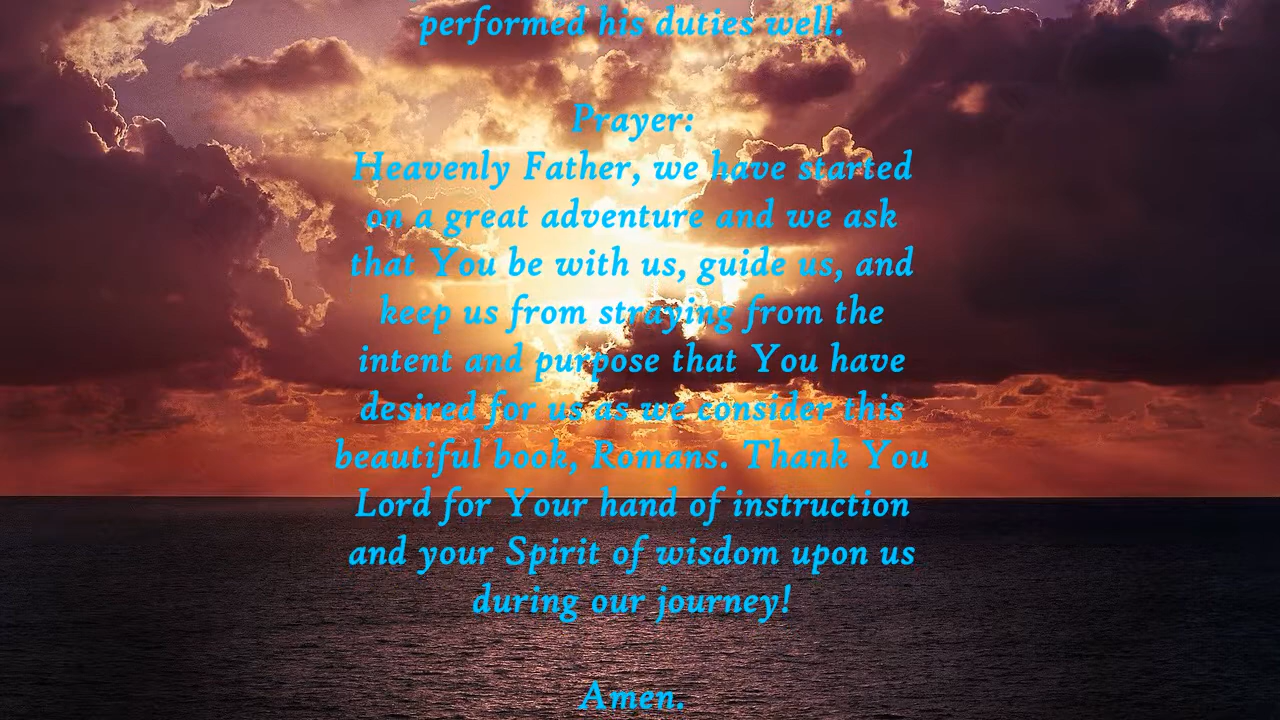 performed his duties well.
Prayer:
Heavenly Father, we have started
on a great adventure and we ask
that You be with us, guide us, and
keep us from straying from the
intent and purpose that You have
desired for us as we consider this
beautiful book, Romans. Thank You
Lord for Your hand of instruction
and your Spirit of wisdom upon us
during our journey!
Amen.